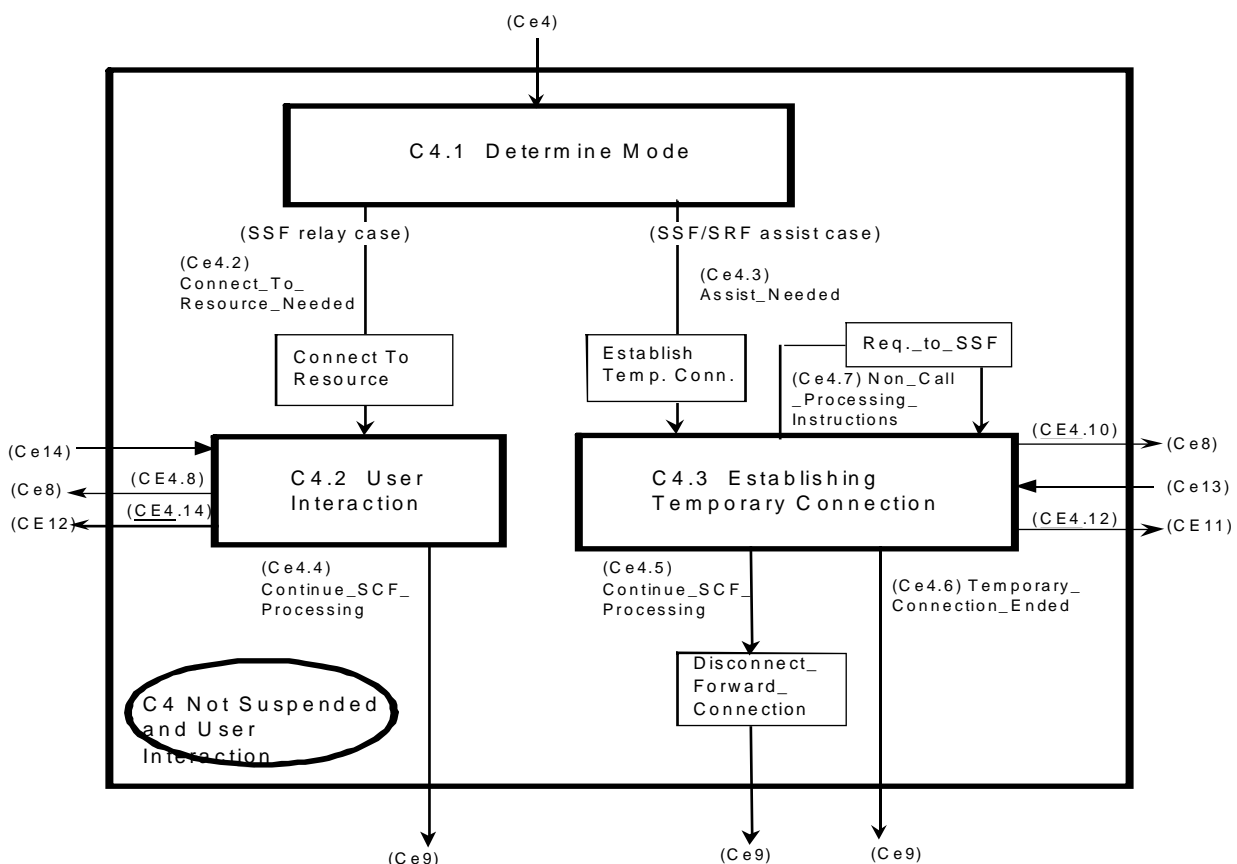 (Ce4)
C4.1 Determine Mode
(SSF relay case)
(SSF/SRF assist case)
(Ce4.2)
Connect_To_
Resource_Needed
(Ce4.3)
Assist_Needed
Connect To
Resource
Establish
Temp. Conn.
Req._to_SSF
(Ce4.7) Non_Call
_Processing_
Instructions
(Ce14)
(Ce8)
(CE12)
(CE4.8)
(CE4.14)
C4.2 User
Interaction
C4.3 Establishing
Temporary Connection
(CE4.10)
(CE4.12)
(Ce8)
(Ce13)
(CE11)
(Ce4.4)
Continue_SCF_
Processing
(Ce4.5)
Continue_SCF_
Processing
(Ce4.6) Temporary_
Connection_Ended
Disconnect_
Forward_
Connection
C4 Not Suspended
and User
Interaction
(Ce9)
(Ce9)
(Ce9)